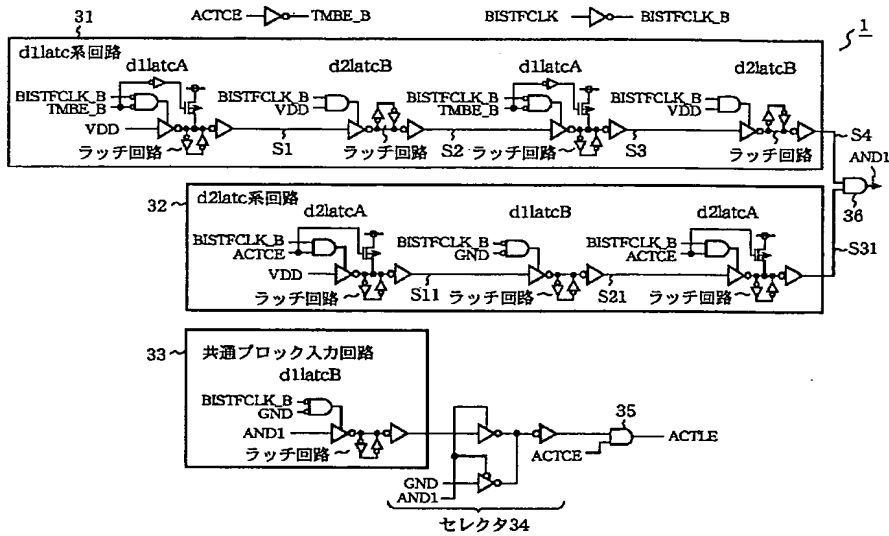 ACTCE TMBE_B BISTFCLK BISTFCLK_B
1
31
d1latc系回路
d1latcA d2latcB d1latcA d2latcB
BISTFCLK_B BISTFCLK_B BISTFCLK_B BISTFCLK_B
TMBE_B VDD TMBE_B VDD
VDD
ラッチ回路 S1 ラッチ回路 S2 ラッチ回路 S3 ラッチ回路 S4
AND1
36
32
d2latc系回路
d2latcA d1latcB d2latcA
BISTFCLK_B BISTFCLK_B BISTFCLK_B
ACTCE GND ACTCE
S31
VDD
ラッチ回路 S11 ラッチ回路 S21 ラッチ回路
33
共通ブロック入力回路
d1latcB
BISTFCLK_B
GND
35
AND1 ACTLE
ラッチ回路
ACTCE
GND
AND1
セレクタ34